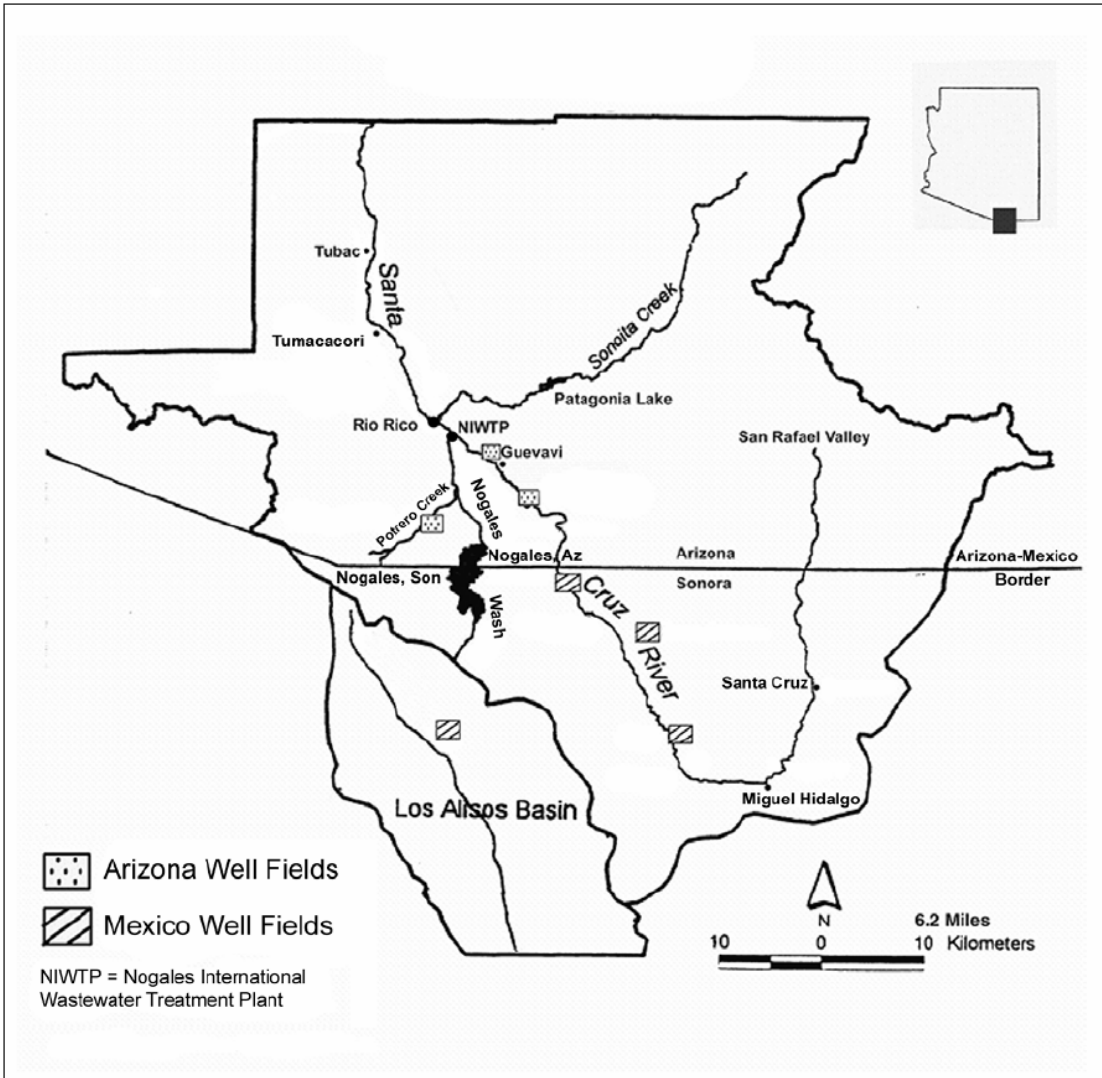 Tubac
Santa
Sonoita Creek
Tumacacori
Patagonia Lake
Rio Rico
NIWTP
San Rafael Valley
Guevavi
Potrero Creek
Nogales
Nogales, Az
Arizona
Arizona-Mexico
Nogales, Son
Sonora
Border
Cruz
Wash
River
Santa Cruz
Miguel Hidalgo
Los Alisos Basin
Arizona Well Fields
Mexico Well Fields
N
6.2 Miles
10 0 10 Kilometers
NIWTP = Nogales International
Wastewater Treatment Plant